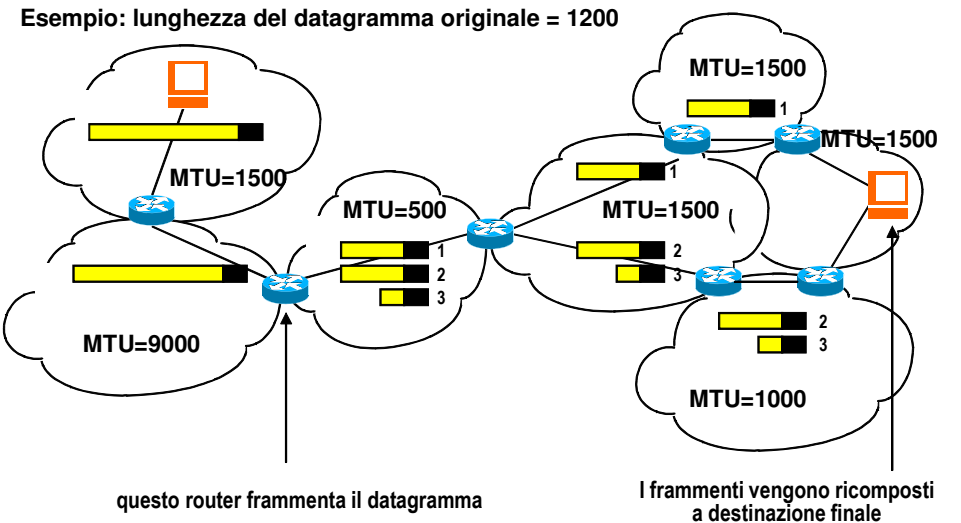 Esempio: lunghezza del datagramma originale = 1200
MTU=1500
1
MTU=1500
MTU=1500
1
MTU=500
MTU=1500
1
2
2
3
3
MTU=9000
2
3
MTU=1000
questo router frammenta il datagramma
I frammenti vengono ricomposti
a destinazione finale